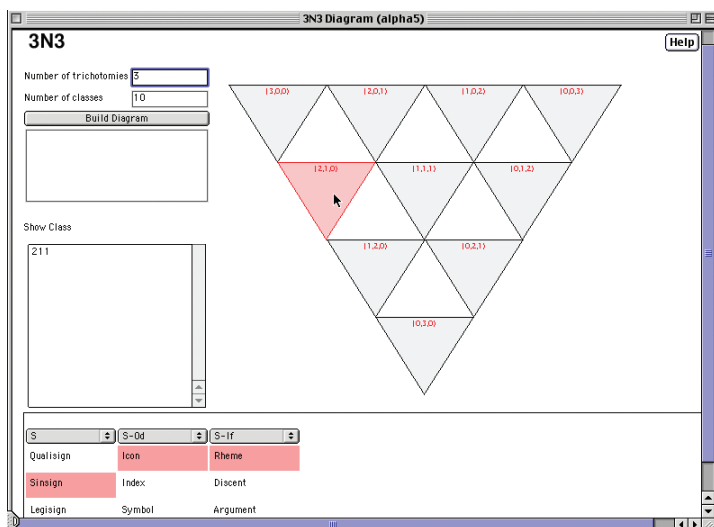 3N3 Diagram (alpha5)
3N3
Help
Number of trichotomies 3
Number of classes 10
Build Diagram
Show Class
211
(3,0,0) (2,0,1) (1,0,2) (0,0,3)
(2,1,0) (1,1,1) (0,1,2)
(1,2,0) (0,2,1)
(0,3,0)
S S-Od S-If
Qualisign Icon Rheme
Sinsign Index Discent
Legisign Symbol Argument